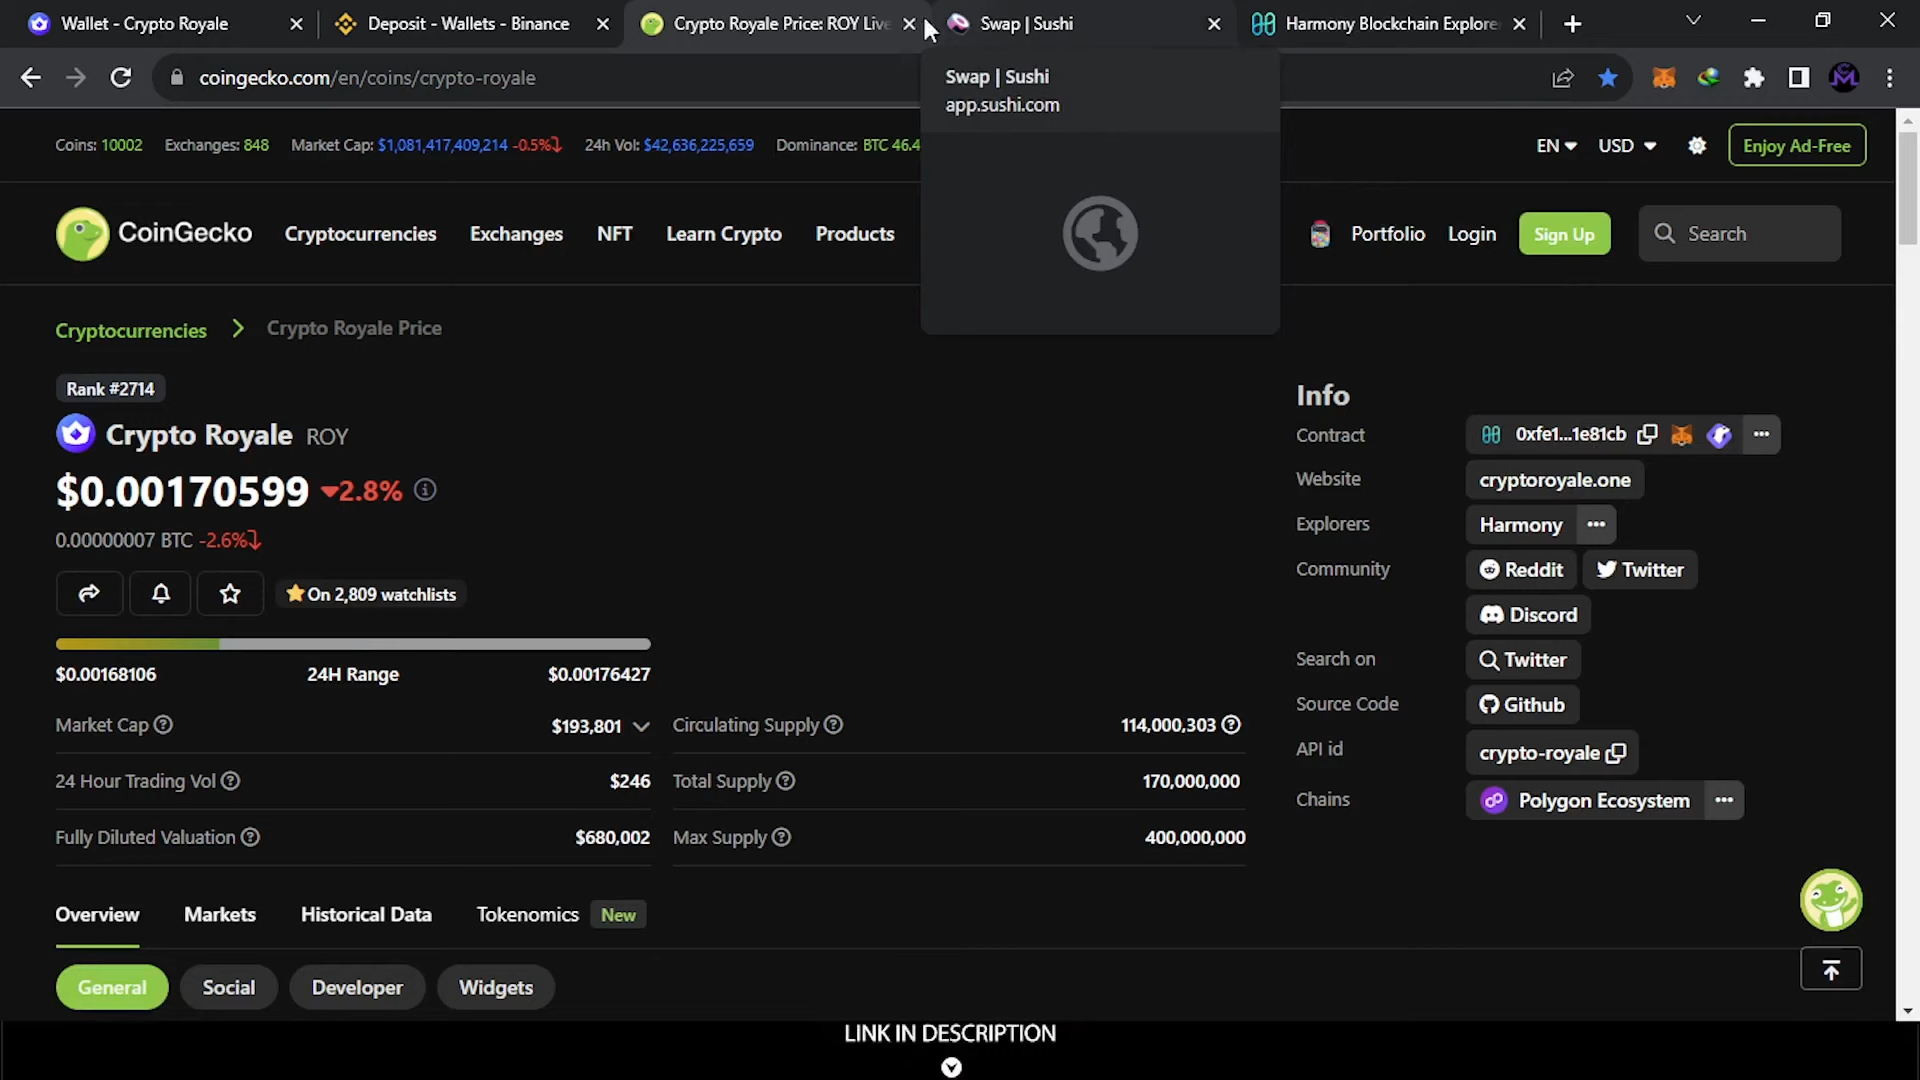 Wallet - Crypto Royale
Deposit - Wallets - Binance
Crypto Royale Price: ROY Live
Swap | Sushi
Harmony Blockchain Explore
coingecko.com/en/coins/crypto-royale
Swap | Sushi
app.sushi.com
Coins: 10002 Exchanges: 848 Market Cap: $1,081,417,409,214 -0.5% 24h Vol: $42,636,225,659 Dominance: BTC 46.4
EN USD Enjoy Ad-Free
CoinGecko Cryptocurrencies Exchanges NFT Learn Crypto Products
Portfolio Login Sign Up Search
Cryptocurrencies > Crypto Royale Price
Rank #2714
Crypto Royale ROY
$0.00170599 2.8%
0.00000007 BTC -2.6%
On 2,809 watchlists
$0.00168106 24H Range $0.00176427
Market Cap $193,801
Circulating Supply 114,000,303
24 Hour Trading Vol $246
Total Supply 170,000,000
Fully Diluted Valuation $680,002
Max Supply 400,000,000
Info
Contract 0xfe1...1e81cb
Website cryptoroyale.one
Explorers Harmony
Community Reddit Twitter
Discord
Search on Twitter
Source Code Github
API id crypto-royale
Chains Polygon Ecosystem
Overview Markets Historical Data Tokenomics New
General Social Developer Widgets
LINK IN DESCRIPTION